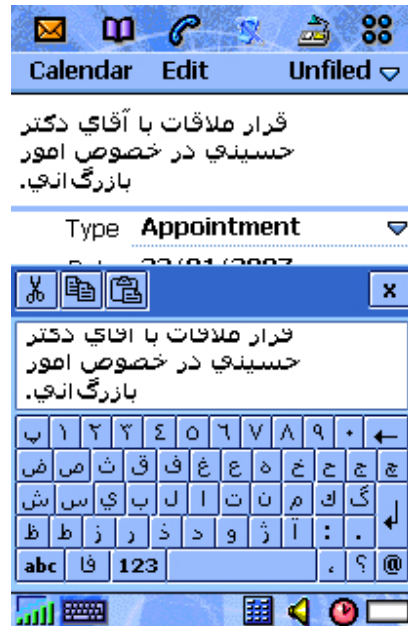 Calendar Edit Unfiled
قرار ملاقات با آقاي دكتر
حسيني در خصوص امور
بازرگاني.
Type Appointment
x
قرار ملاقات با آقاي دكتر
حسيني در خصوص امور
بازرگاني.
پ ١ ٢ ٣ ٤ ٥ ٦ ٧ ٨ ٩ ٠ ←
ض ص ث ق ف غ ع ه خ ح ج چ
ش س ي ب ل ا ت ن م ك گ
ظ ط ز ر ذ د و ژ آ : . ↵
abc فا 123 ، ؟ @